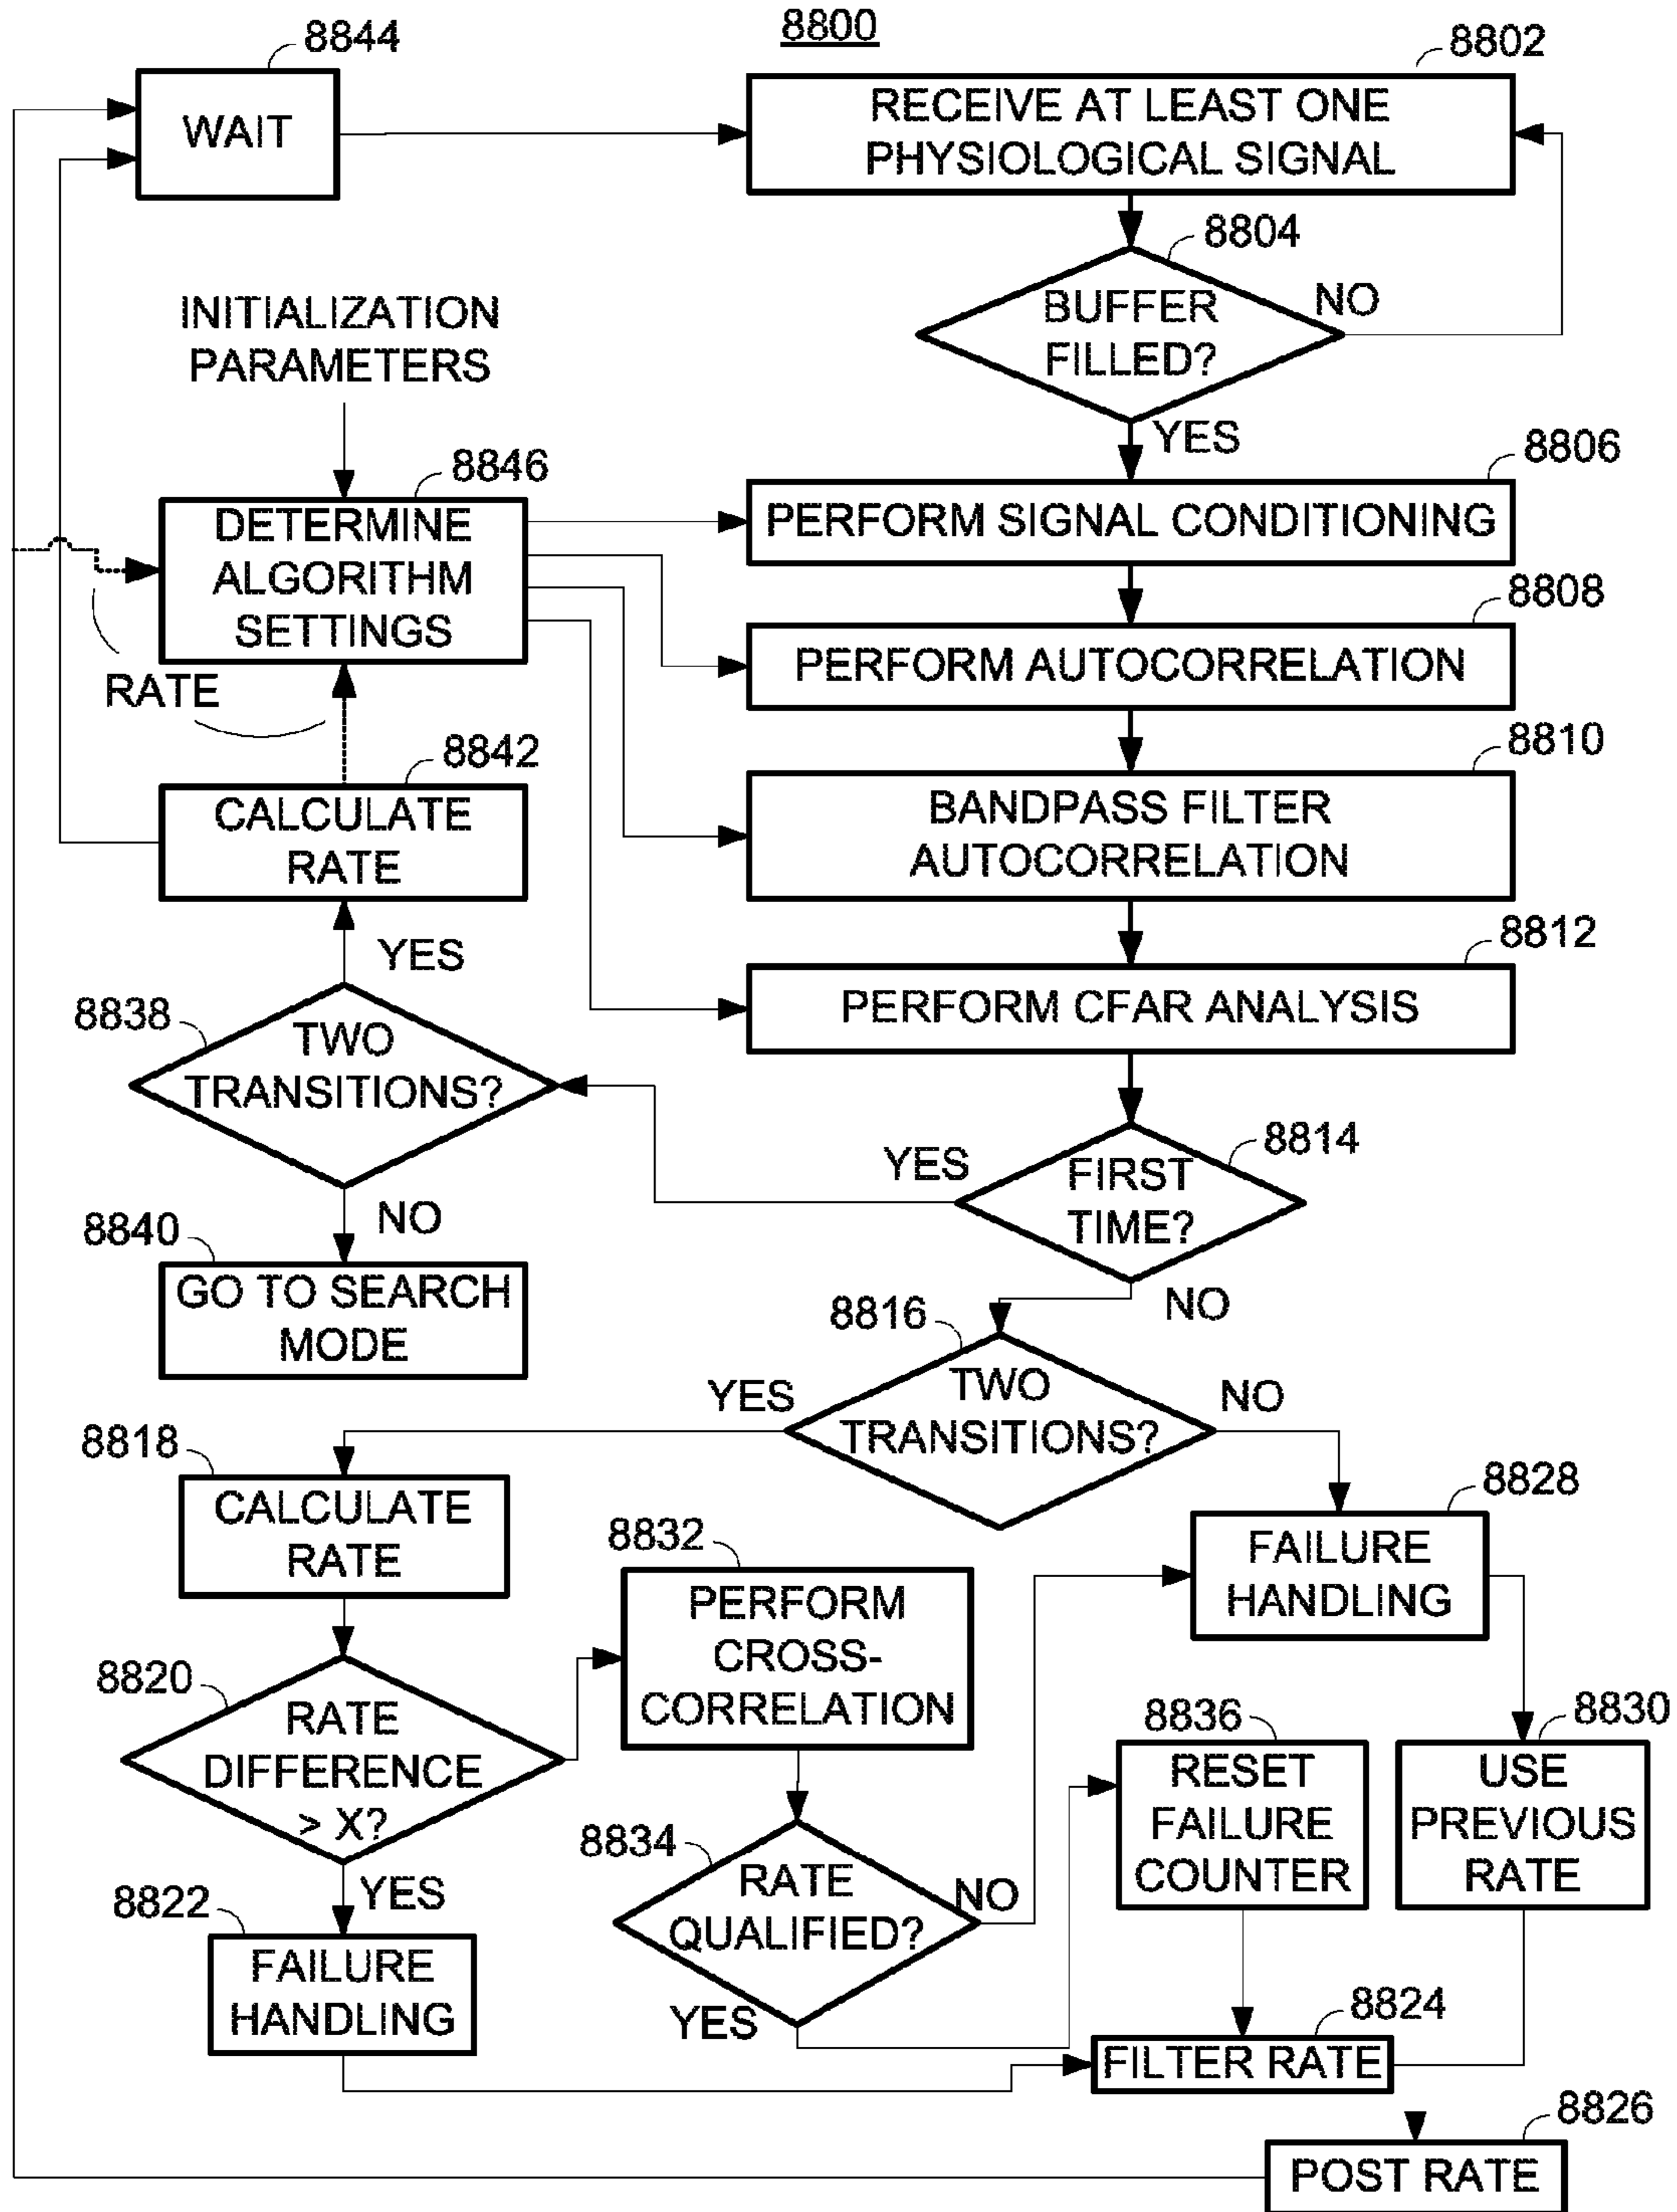 8800
8844
8802
WAIT
RECEIVE AT LEAST ONE
PHYSIOLOGICAL SIGNAL
8804
BUFFER
FILLED?
NO
YES
INITIALIZATION
PARAMETERS
8846
DETERMINE
ALGORITHM
SETTINGS
8806
PERFORM SIGNAL CONDITIONING
8808
PERFORM AUTOCORRELATION
RATE
8842
CALCULATE
RATE
8810
BANDPASS FILTER
AUTOCORRELATION
YES
8812
PERFORM CFAR ANALYSIS
8838
TWO
TRANSITIONS?
8814
FIRST
TIME?
YES
NO
NO
8840
GO TO SEARCH
MODE
8816
TWO
TRANSITIONS?
YES
NO
8818
CALCULATE
RATE
8828
FAILURE
HANDLING
8832
PERFORM
CROSS-
CORRELATION
8820
RATE
DIFFERENCE
> X?
YES
8836
RESET
FAILURE
COUNTER
8830
USE
PREVIOUS
RATE
8834
RATE
QUALIFIED?
NO
YES
8822
FAILURE
HANDLING
8824
FILTER RATE
8826
POST RATE